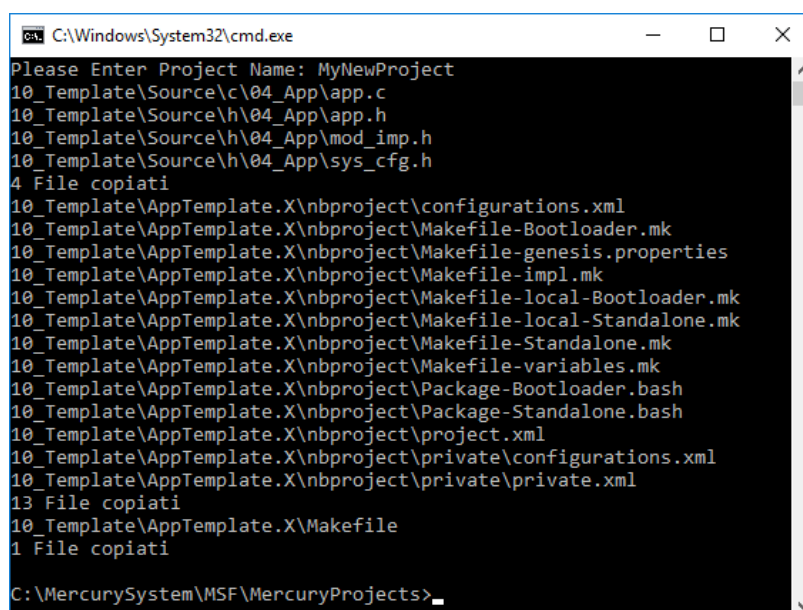 C:\Windows\System32\cmd.exe
Please Enter Project Name: MyNewProject
10_Template\Source\c\04_App\app.c
10_Template\Source\h\04_App\app.h
10_Template\Source\h\04_App\mod_imp.h
10_Template\Source\h\04_App\sys_cfg.h
4 File copiati
10_Template\AppTemplate.X\nbproject\configurations.xml
10_Template\AppTemplate.X\nbproject\Makefile-Bootloader.mk
10_Template\AppTemplate.X\nbproject\Makefile-genesis.properties
10_Template\AppTemplate.X\nbproject\Makefile-impl.mk
10_Template\AppTemplate.X\nbproject\Makefile-local-Bootloader.mk
10_Template\AppTemplate.X\nbproject\Makefile-local-Standalone.mk
10_Template\AppTemplate.X\nbproject\Makefile-Standalone.mk
10_Template\AppTemplate.X\nbproject\Makefile-variables.mk
10_Template\AppTemplate.X\nbproject\Package-Bootloader.bash
10_Template\AppTemplate.X\nbproject\Package-Standalone.bash
10_Template\AppTemplate.X\nbproject\project.xml
10_Template\AppTemplate.X\nbproject\private\configurations.xml
10_Template\AppTemplate.X\nbproject\private\private.xml
13 File copiati
10_Template\AppTemplate.X\Makefile
1 File copiati
C:\MercurySystem\MSF\MercuryProjects>